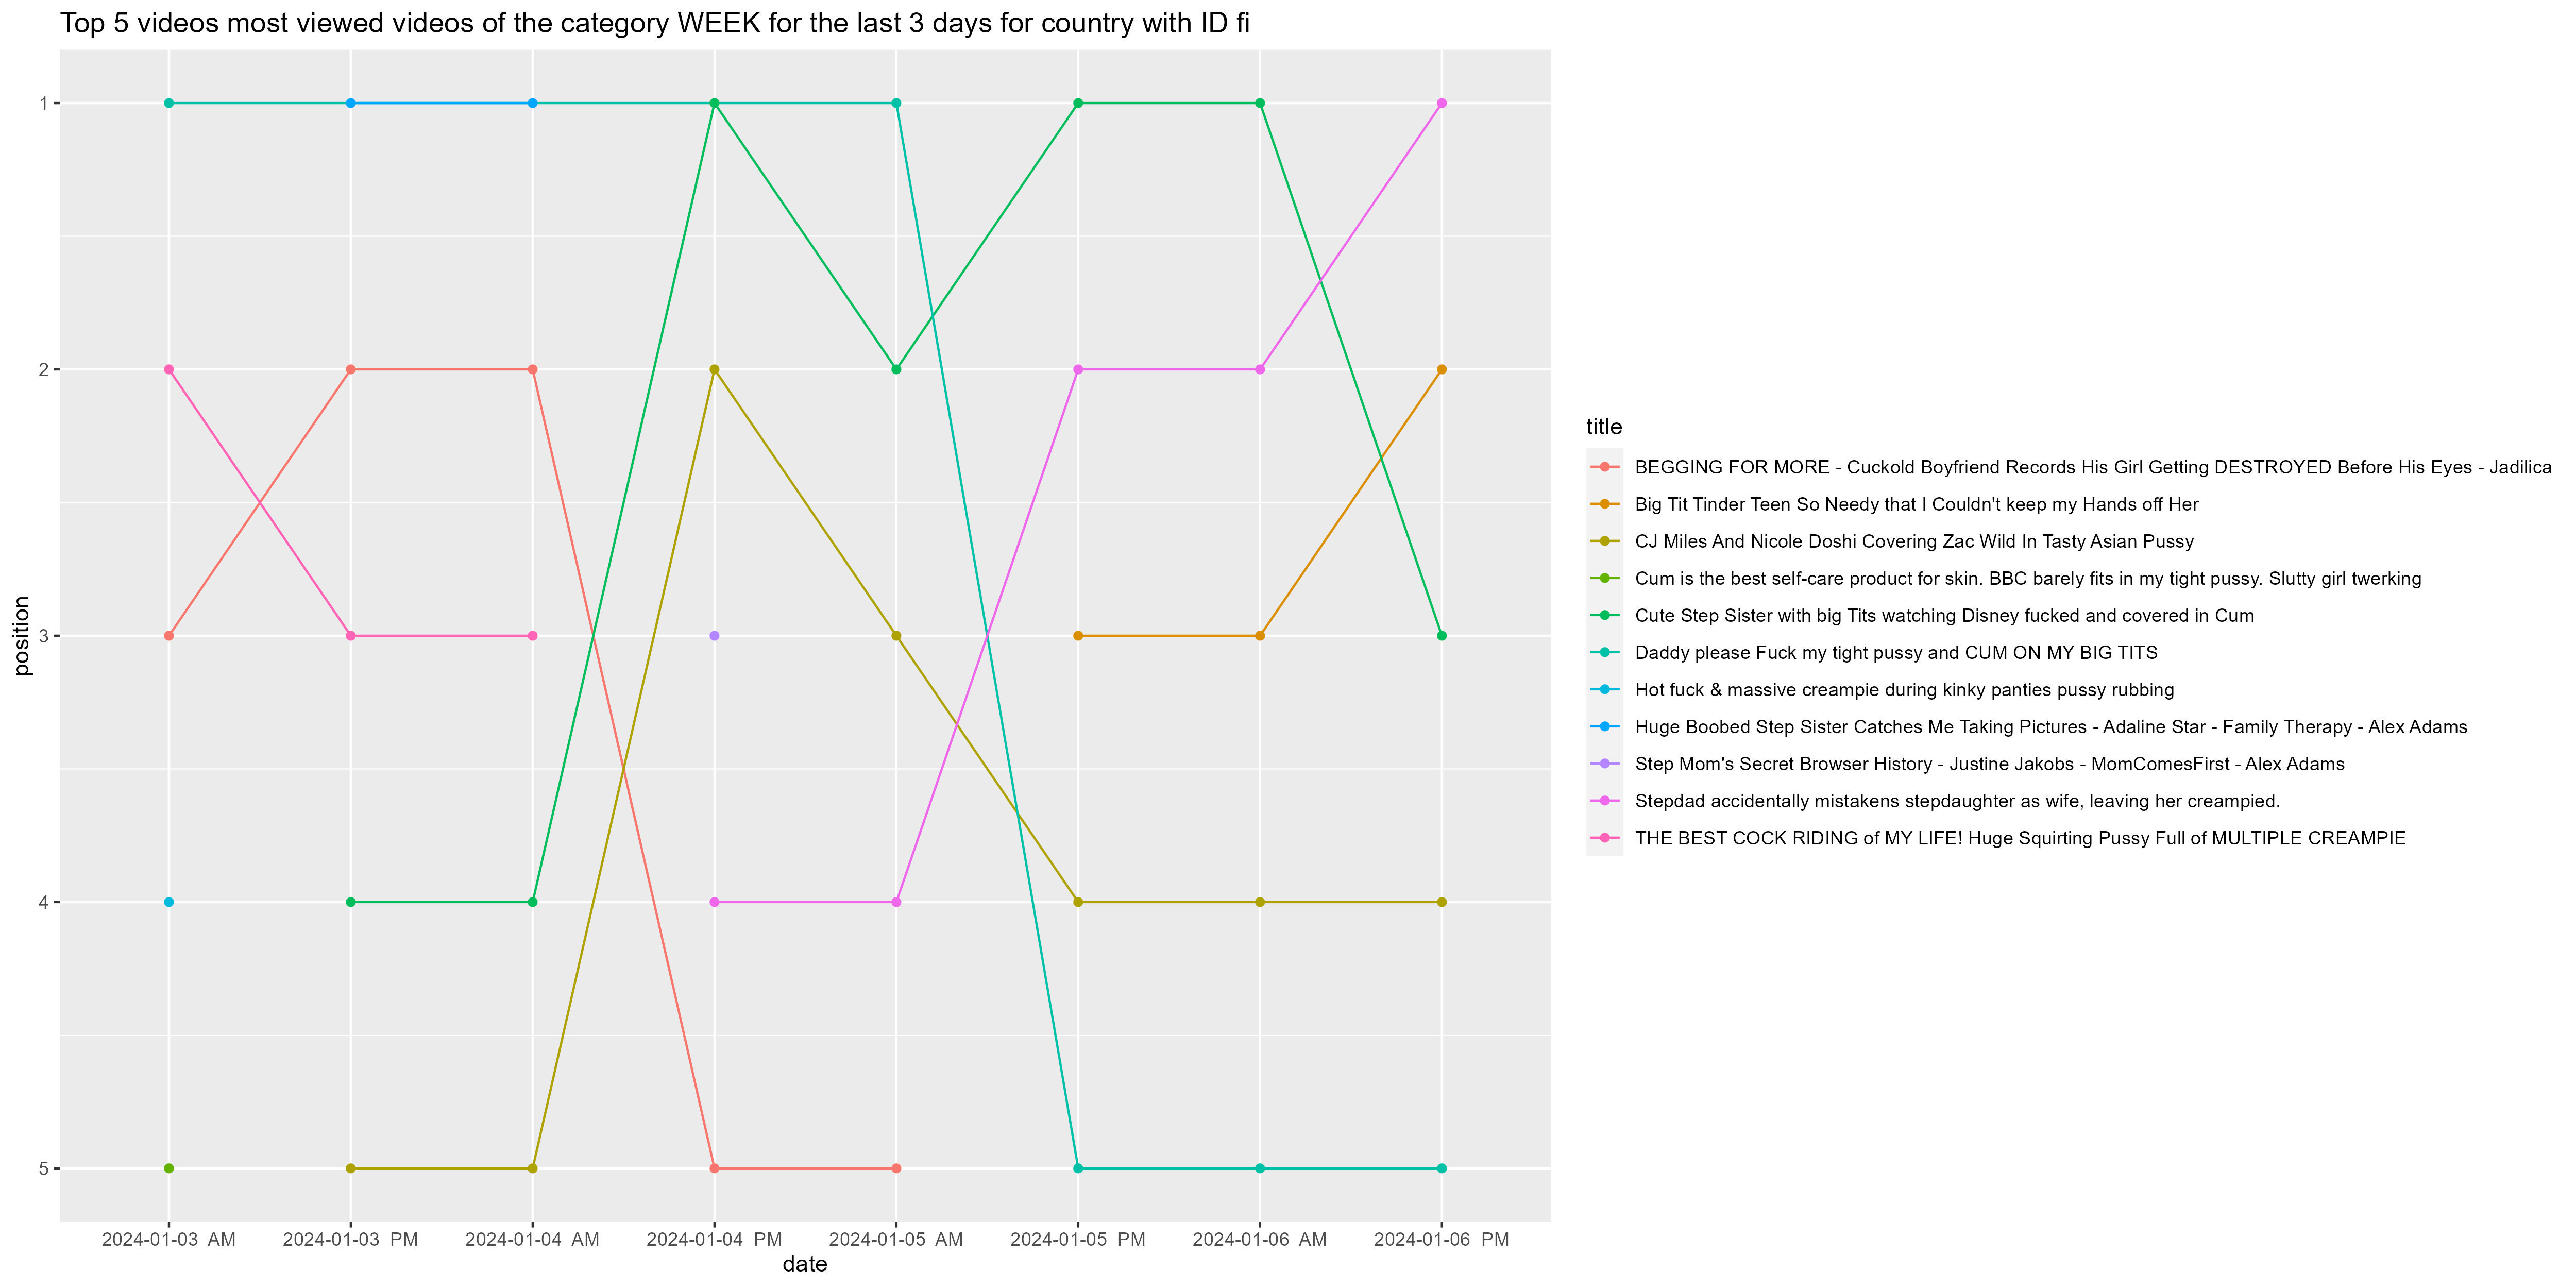 Top 5 videos most viewed videos of the category WEEK for the last 3 days for country with ID fi
position
1
2
3
4
5
2024-01-03 AM
2024-01-03 PM
2024-01-04 AM
2024-01-04 PM
2024-01-05 AM
2024-01-05 PM
2024-01-06 AM
2024-01-06 PM
date
title
BEGGING FOR MORE - Cuckold Boyfriend Records His Girl Getting DESTROYED Before His Eyes - Jadilica
Big Tit Tinder Teen So Needy that I Couldn't keep my Hands off Her
CJ Miles And Nicole Doshi Covering Zac Wild In Tasty Asian Pussy
Cum is the best self-care product for skin. BBC barely fits in my tight pussy. Slutty girl twerking
Cute Step Sister with big Tits watching Disney fucked and covered in Cum
Daddy please Fuck my tight pussy and CUM ON MY BIG TITS
Hot fuck & massive creampie during kinky panties pussy rubbing
Huge Boobed Step Sister Catches Me Taking Pictures - Adaline Star - Family Therapy - Alex Adams
Step Mom's Secret Browser History - Justine Jakobs - MomComesFirst - Alex Adams
Stepdad accidentally mistakens stepdaughter as wife, leaving her creampied.
THE BEST COCK RIDING of MY LIFE! Huge Squirting Pussy Full of MULTIPLE CREAMPIE